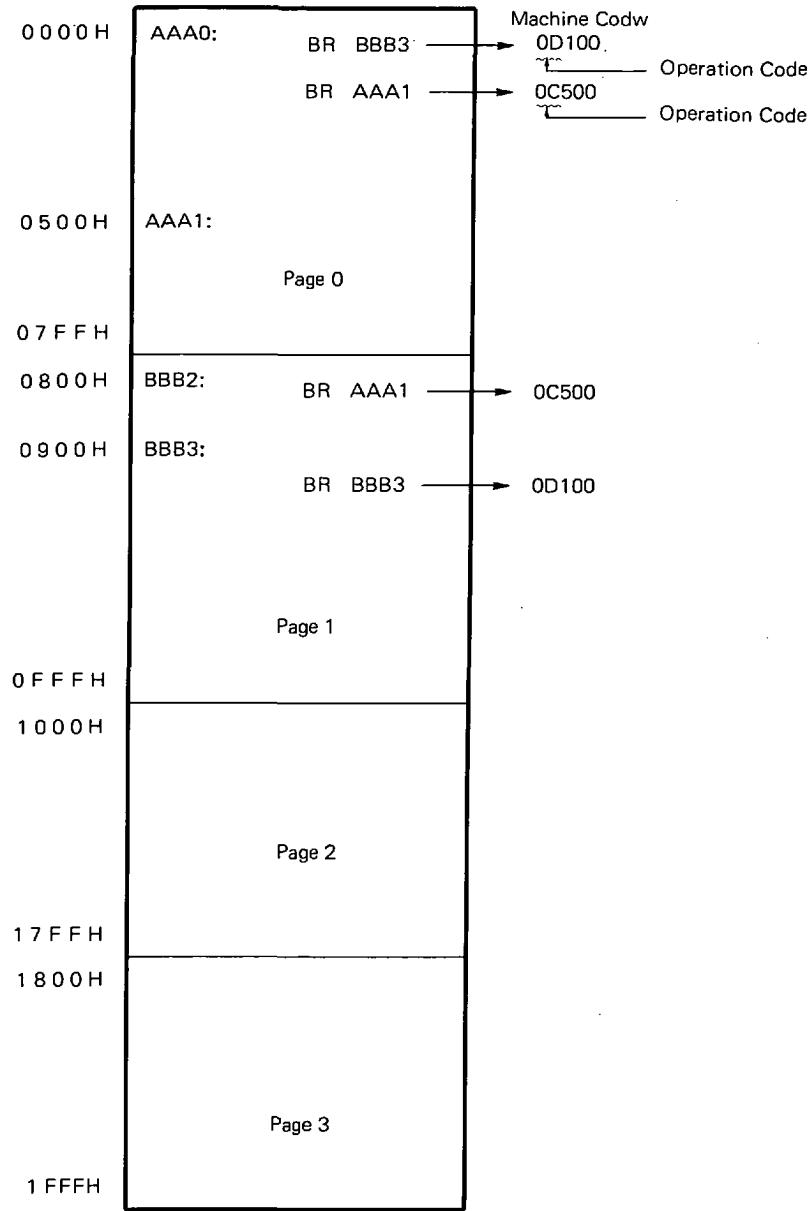 Machine Codw
0000H AAA0: BR BBB3 0D100.
Operation Code
BR AAA1 0C500
Operation Code
0500H AAA1:
Page 0
07FFH
0800H BBB2: BR AAA1 0C500
0900H BBB3:
BR BBB3 0D100
Page 1
0FFFH
1000H
Page 2
17FFH
1800H
Page 3
1FFFH